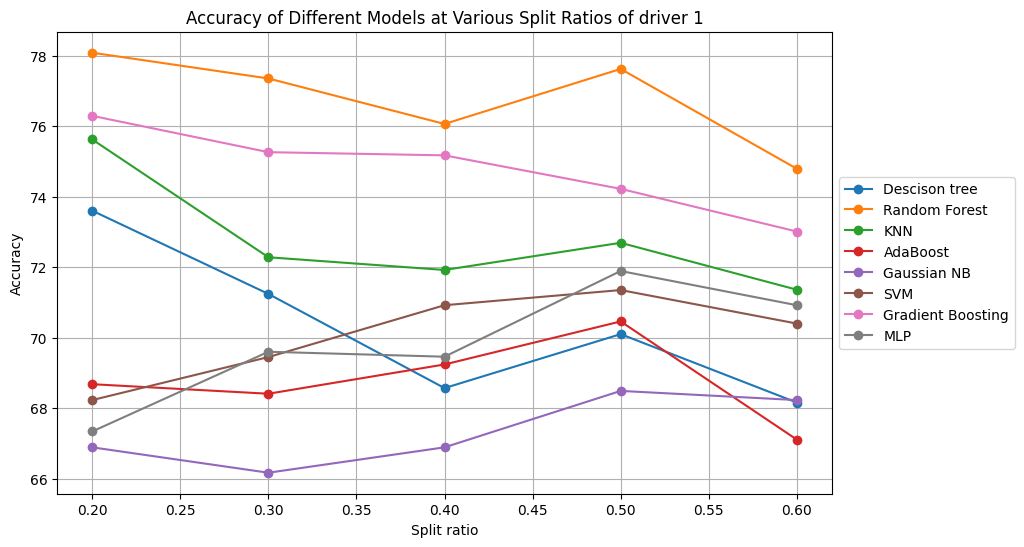 Accuracy of Different Models at Various Split Ratios of driver 1
Accuracy
78
76
74
72
70
68
66
0.20 0.25 0.30 0.35 0.40 0.45 0.50 0.55 0.60
Split ratio
Descison tree
Random Forest
KNN
AdaBoost
Gaussian NB
SVM
Gradient Boosting
MLP